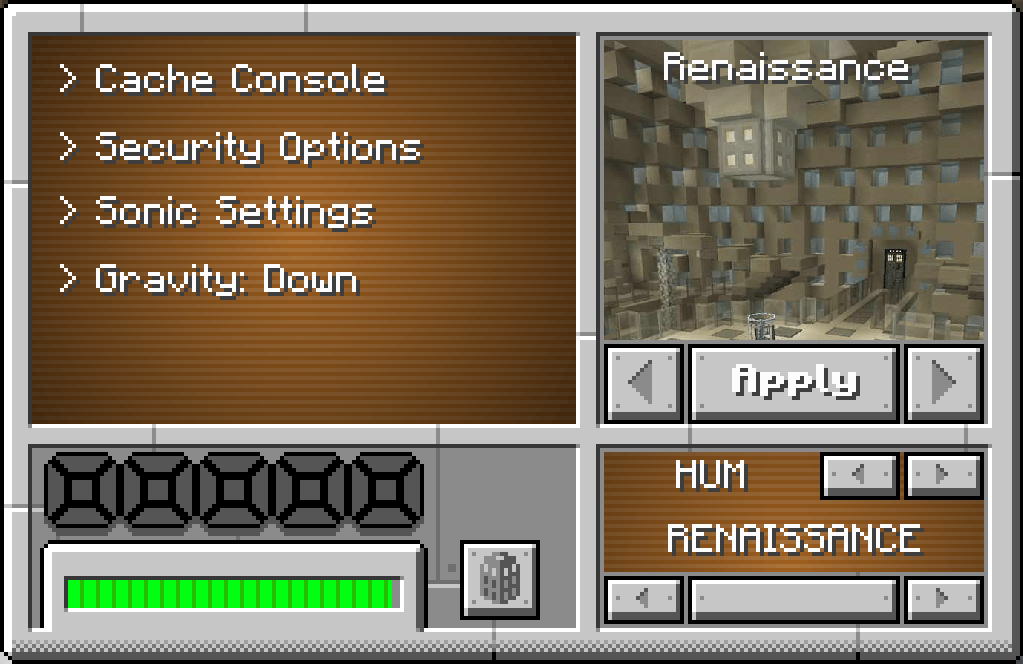 > Cache Console
> Security Options
> Sonic Settings
> Gravity: Down
Renaissance
Apply
HUM
RENAISSANCE